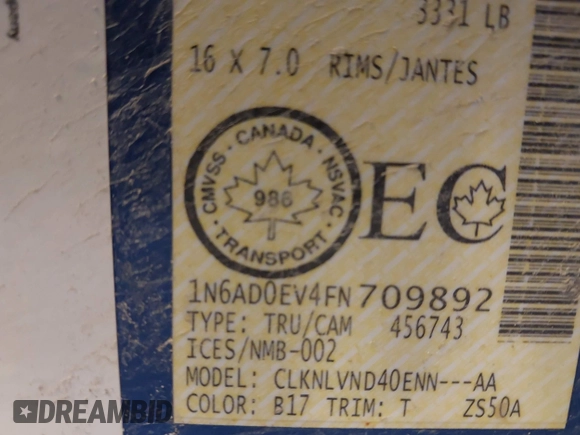 3331 LB
16 X 7.0 RIMS/JANTES
CMVSS · CANADA · NSVAC
986
· TRANSPORT ·
EC
1N6AD0EV4FN709892
TYPE: TRU/CAM 456743
ICES/NMB-002
MODEL: CLKNLVND40ENN---AA
COLOR: B17 TRIM: T ZS50A
DREAMBID